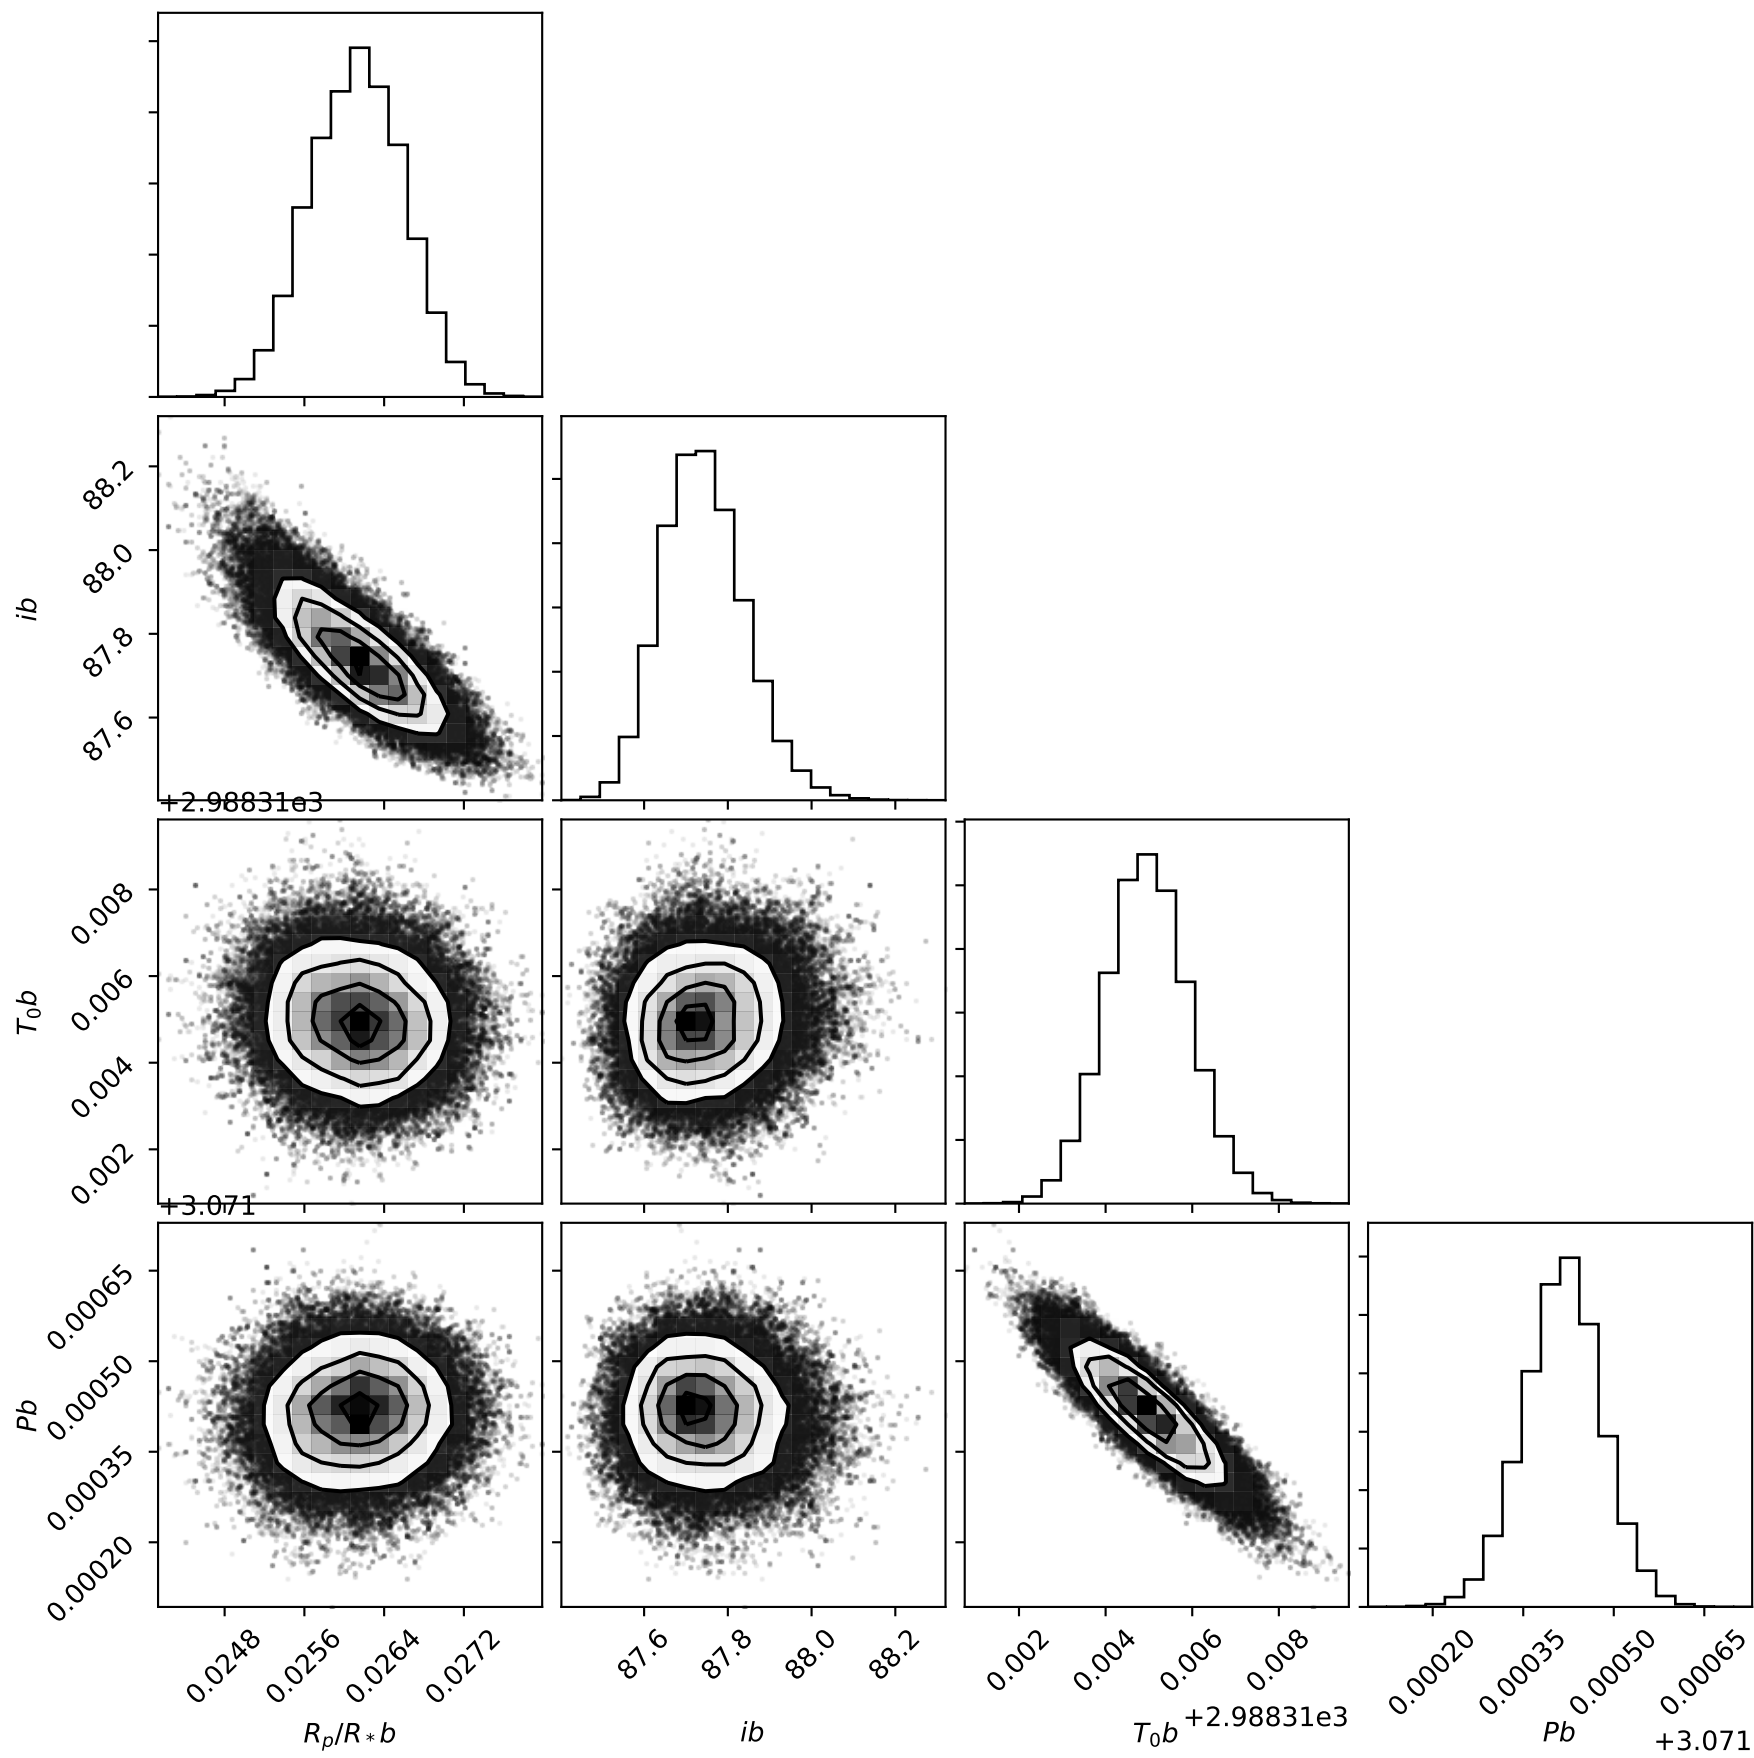 88.2
88.0
87.8
87.6
ib
+2.98831e3
0.008
0.006
0.004
0.002
T₀b
+3.071
0.00065
0.00050
0.00035
0.00020
Pb
0.0248 0.0256 0.0264 0.0272
87.6 87.8 88.0 88.2
0.002 0.004 0.006 0.008
0.00020 0.00035 0.00050 0.00065
Rₚ/R*b
ib
T₀b +2.98831e3
Pb +3.071